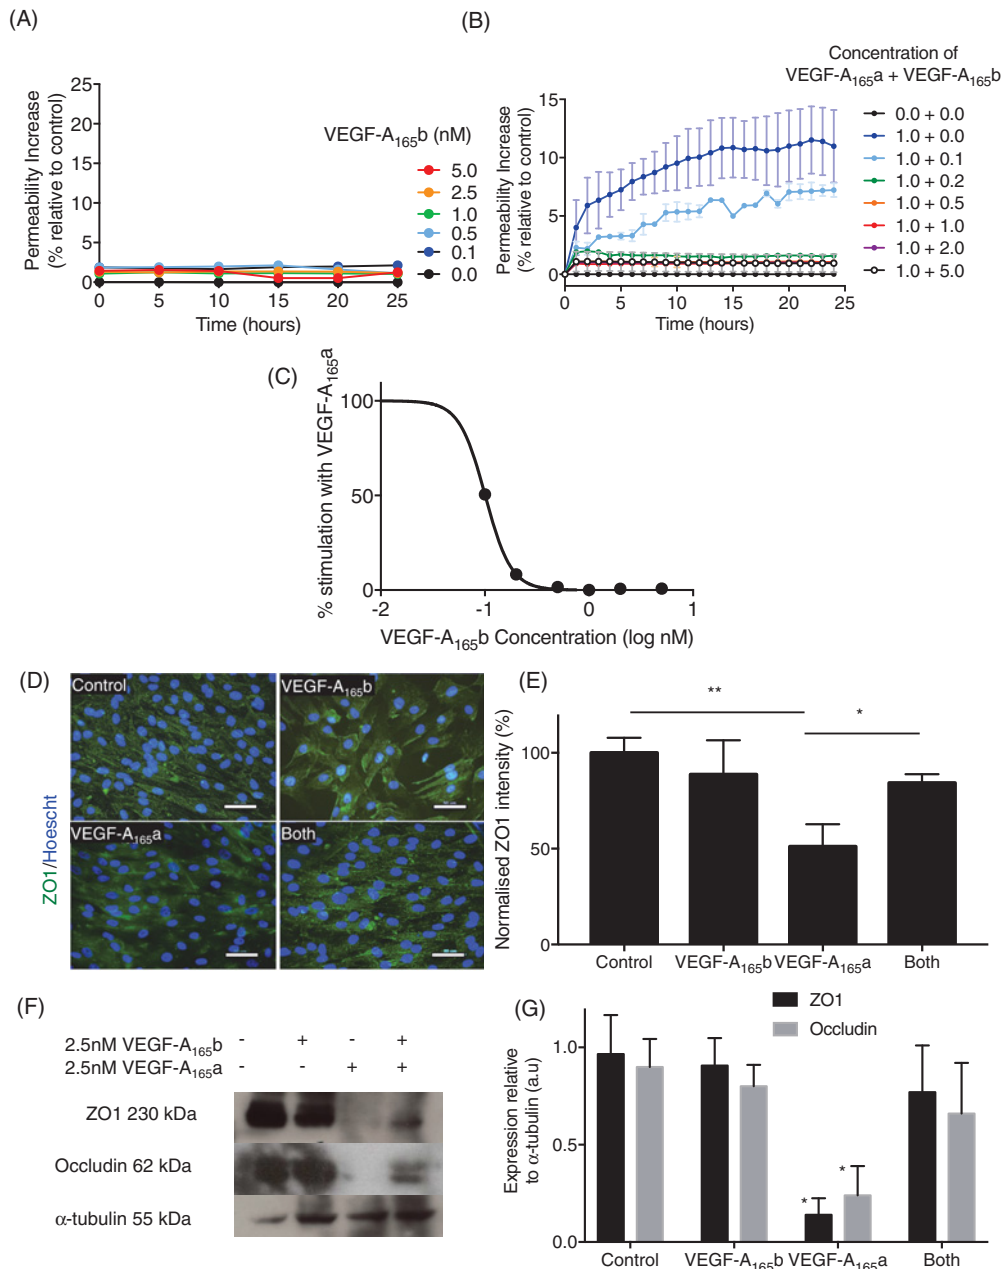 (A)
Permeability Increase
(% relative to control)
25
20
15
10
5
0
0 5 10 15 20 25
Time (hours)
VEGF-A165b (nM)
5.0
2.5
1.0
0.5
0.1
0.0
(B)
Permeability Increase
(% relative to control)
15
10
5
0
0 5 10 15 20 25
Time (hours)
Concentration of
VEGF-A165a + VEGF-A165b
0.0 + 0.0
1.0 + 0.0
1.0 + 0.1
1.0 + 0.2
1.0 + 0.5
1.0 + 1.0
1.0 + 2.0
1.0 + 5.0
(C)
% stimulation with VEGF-A165a
100
50
0
-2 -1 0 1
VEGF-A165b Concentration (log nM)
(D)
ZO1/Hoescht
Control
VEGF-A165b
VEGF-A165a
Both
(E)
Normalised ZO1 intensity (%)
100
50
0
**
*
Control VEGF-A165b VEGF-A165a Both
(F)
2.5nM VEGF-A165b - + - +
2.5nM VEGF-A165a - - + +
ZO1 230 kDa
Occludin 62 kDa
α-tubulin 55 kDa
(G)
ZO1
Occludin
Expression relative
to α-tubulin (a.u)
1.0
0.5
0.0
* *
Control VEGF-A165b VEGF-A165a Both